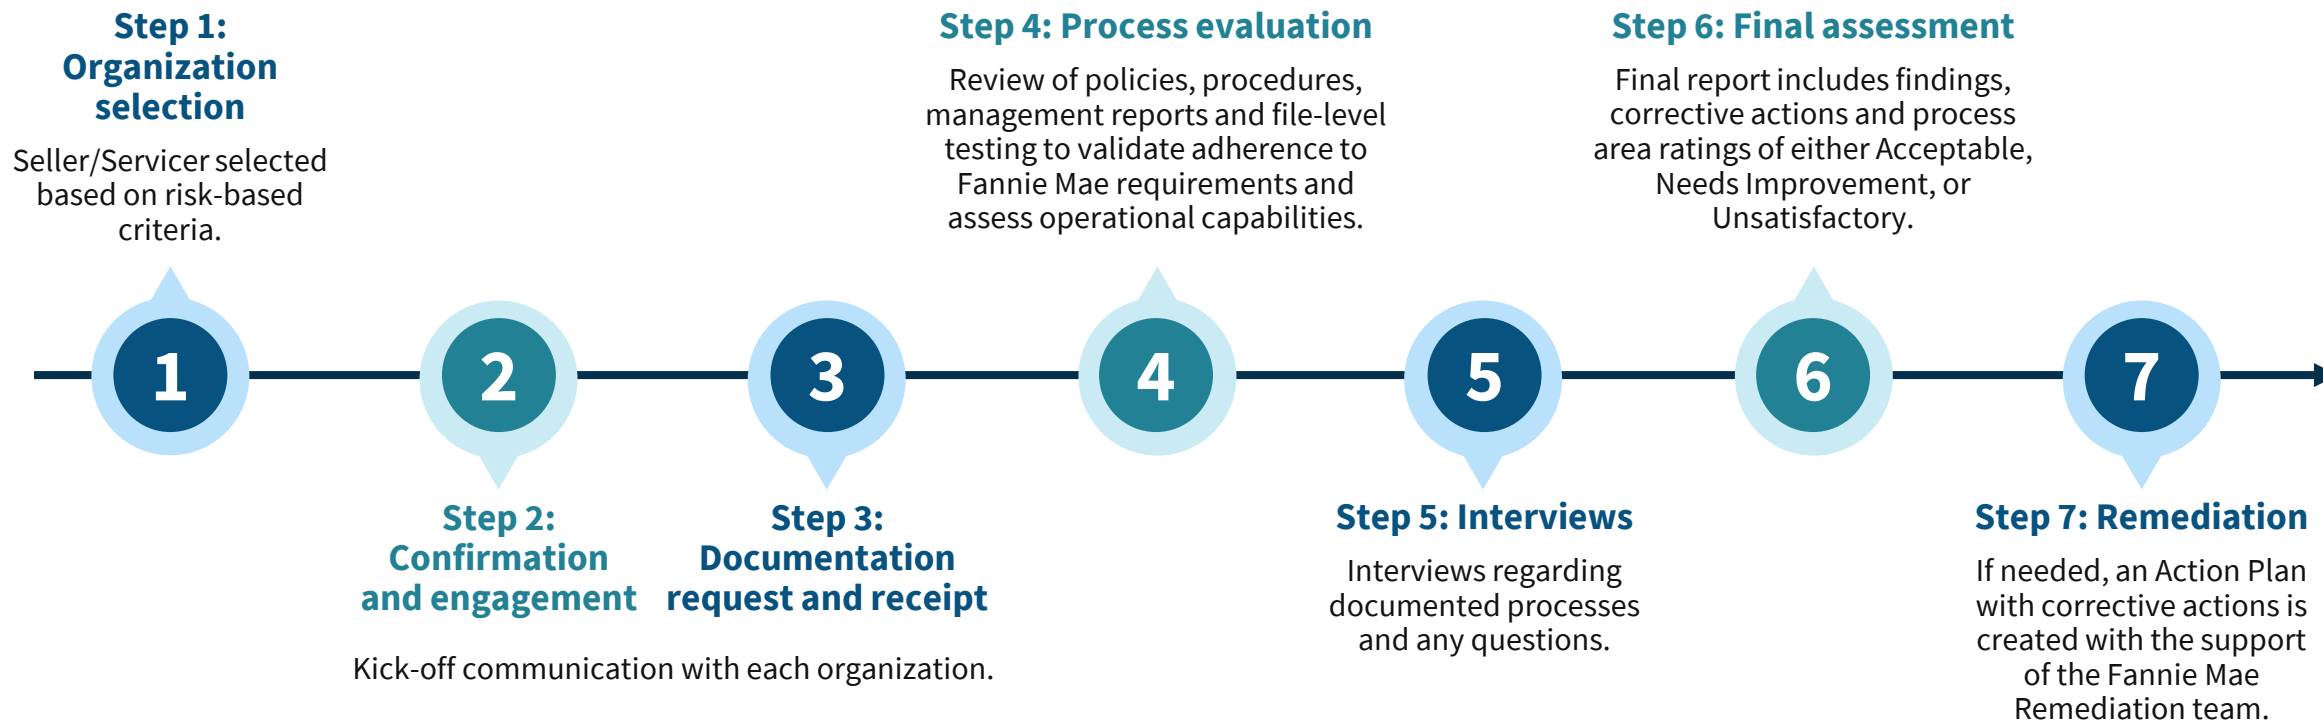 Step 1:
Organization
selection
Seller/Servicer selected
based on risk-based
criteria.
Step 4: Process evaluation
Review of policies, procedures,
management reports and file-level
testing to validate adherence to
Fannie Mae requirements and
assess operational capabilities.
Step 6: Final assessment
Final report includes findings,
corrective actions and process
area ratings of either Acceptable,
Needs Improvement, or
Unsatisfactory.
1
2
3
4
5
6
7
Step 2:
Confirmation
and engagement
Step 3:
Documentation
request and receipt
Kick-off communication with each organization.
Step 5: Interviews
Interviews regarding
documented processes
and any questions.
Step 7: Remediation
If needed, an Action Plan
with corrective actions is
created with the support
of the Fannie Mae
Remediation team.